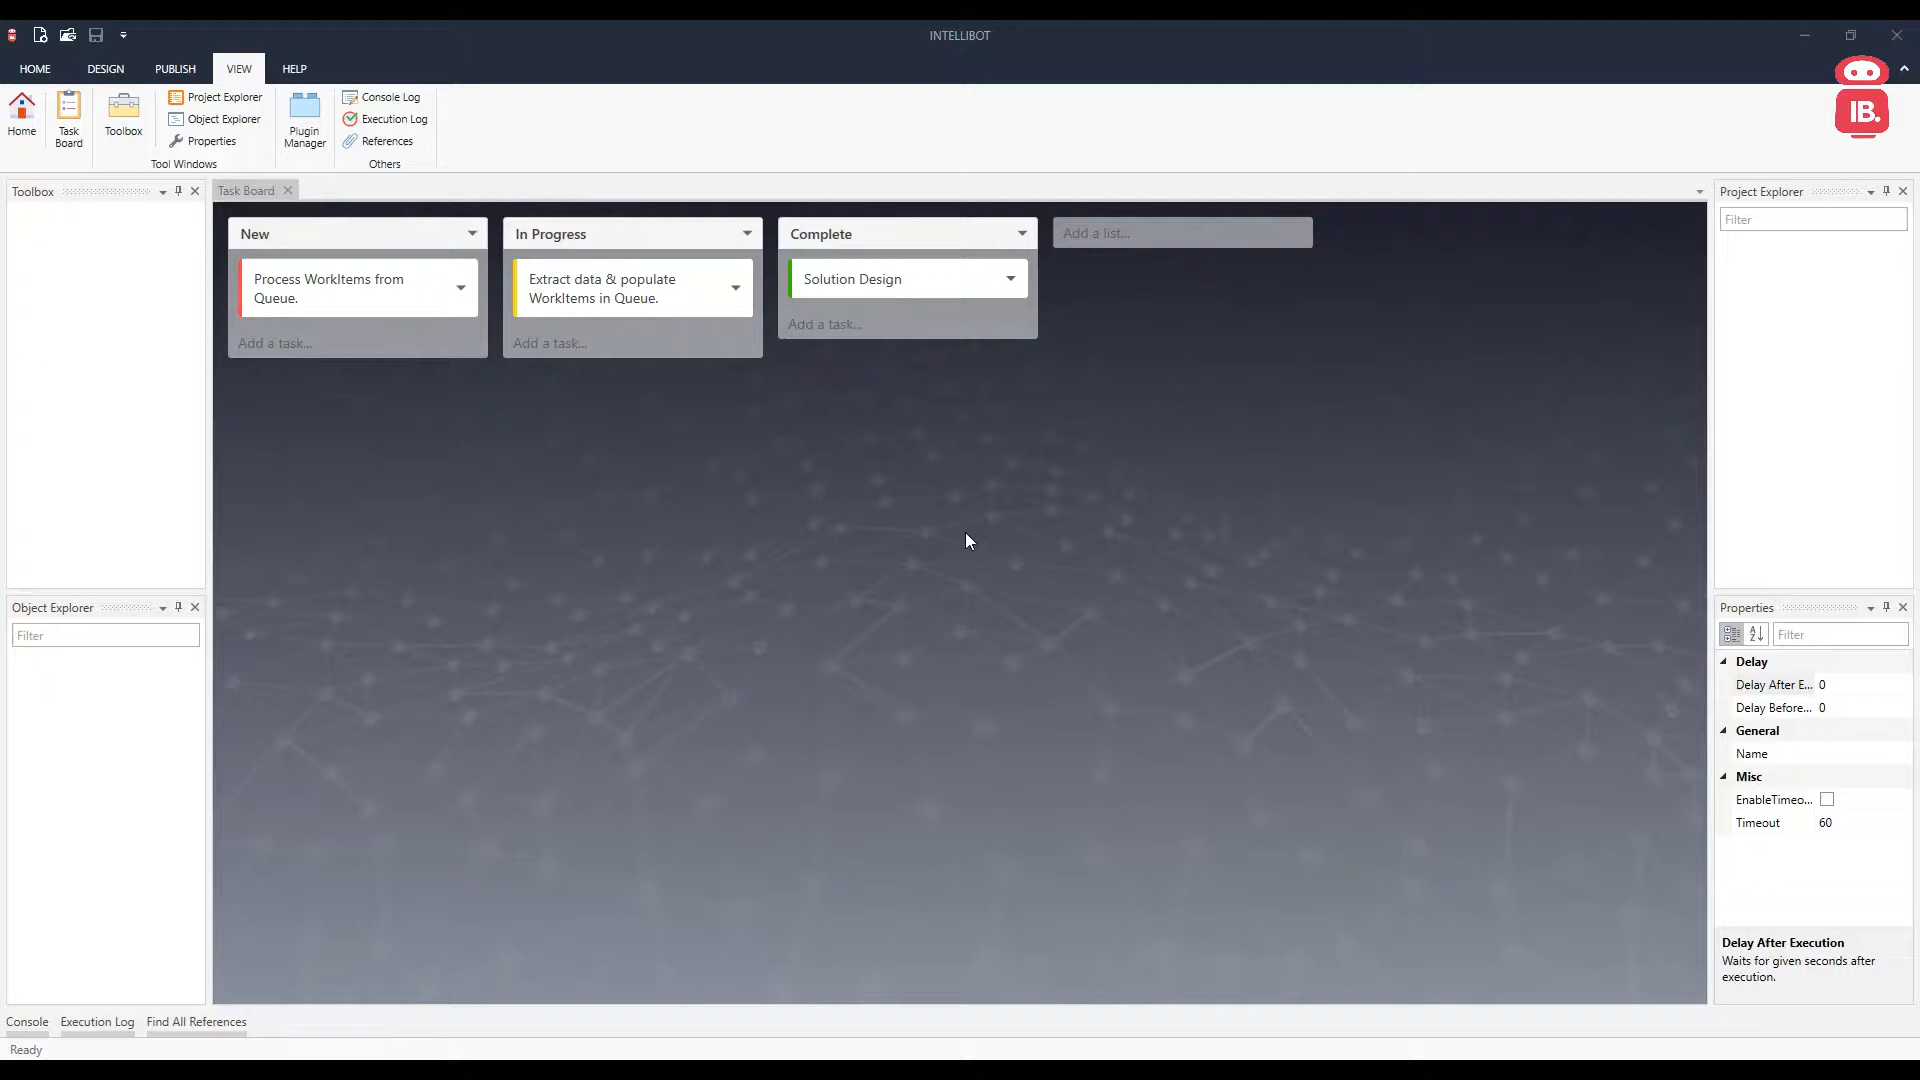 INTELLIBOT
HOME DESIGN PUBLISH VIEW HELP
Home
Task
Board
Toolbox
Project Explorer
Object Explorer
Properties
Tool Windows
Plugin
Manager
Console Log
Execution Log
References
Others
IB.
Toolbox
Task Board
Project Explorer
Filter
New
Process WorkItems from
Queue.
Add a task...
In Progress
Extract data & populate
WorkItems in Queue.
Add a task...
Complete
Solution Design
Add a task...
Add a list...
Object Explorer
Filter
Properties
Filter
Delay
Delay After E... 0
Delay Before... 0
General
Name
Misc
EnableTimeo...
Timeout 60
Delay After Execution
Waits for given seconds after
execution.
Console Execution Log Find All References
Ready